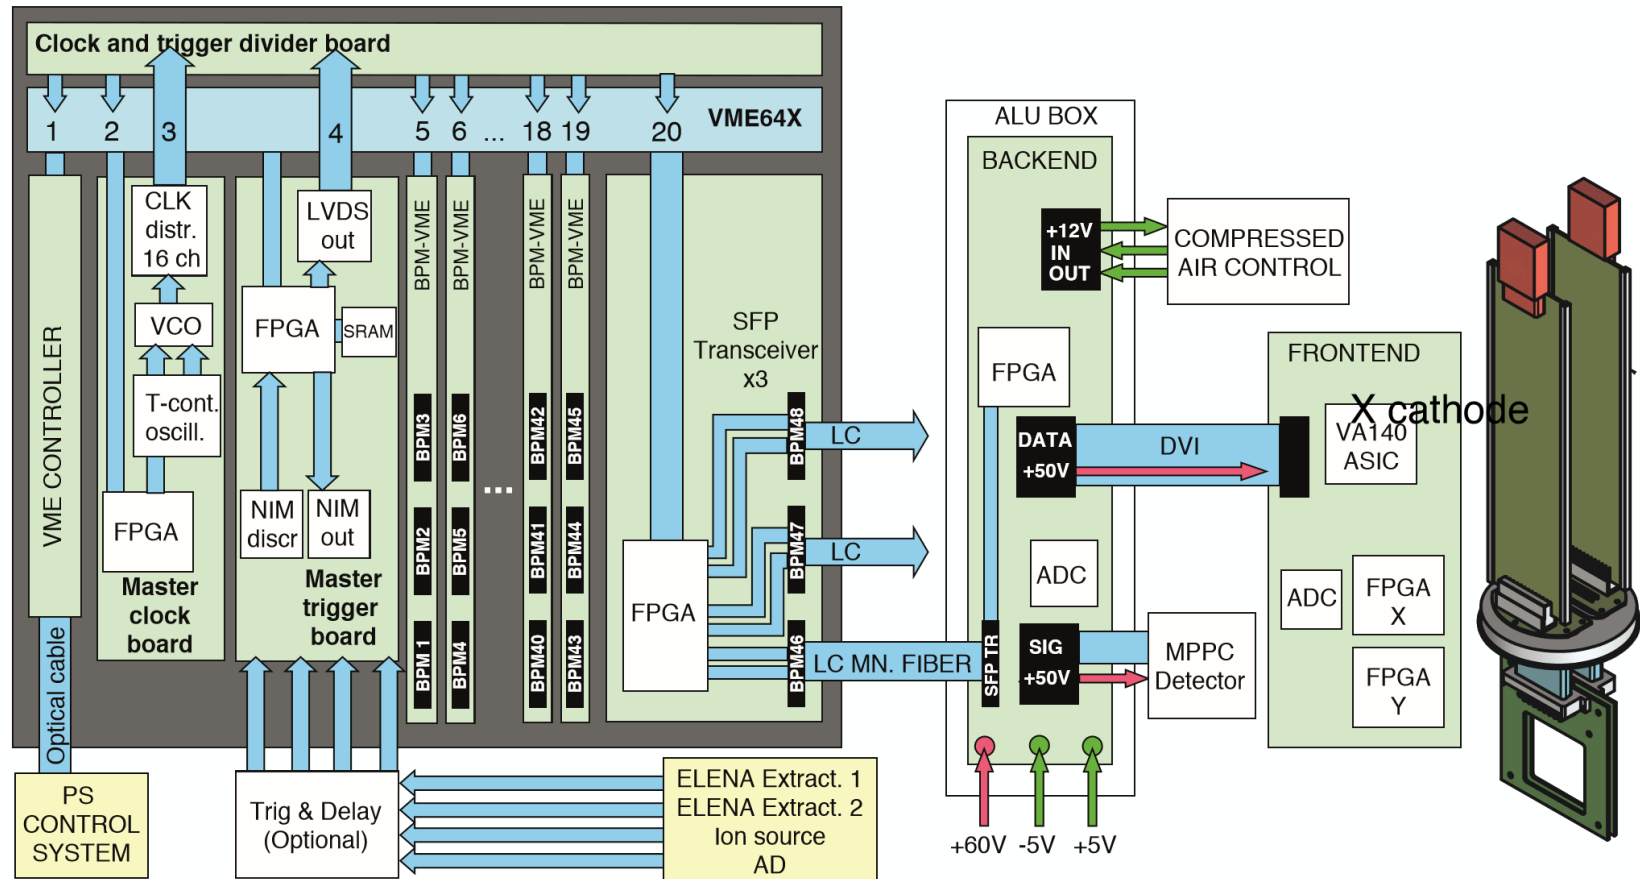 Clock and trigger divider board
VME64X
1
2
3
4
5
6
...
18
19
20
VME CONTROLLER
CLK
distr.
16 ch
VCO
T-cont.
oscill.
FPGA
Master
clock
board
LVDS
out
FPGA
SRAM
NIM
discr
NIM
out
Master
trigger
board
BPM-VME
BPM3
BPM2
BPM 1
BPM-VME
BPM6
BPM5
BPM4
...
BPM-VME
BPM42
BPM41
BPM40
BPM-VME
BPM45
BPM44
BPM43
SFP
Transceiver
x3
FPGA
BPM48
BPM47
BPM46
LC
LC
LC MN. FIBER
Optical cable
PS
CONTROL
SYSTEM
Trig & Delay
(Optional)
ELENA Extract. 1
ELENA Extract. 2
Ion source
AD
ALU BOX
BACKEND
+12V
IN
OUT
COMPRESSED
AIR CONTROL
FPGA
DATA
+50V
DVI
ADC
SFP TR
SIG
+50V
MPPC
Detector
+60V
-5V
+5V
FRONTEND
X cathode
VA140
ASIC
ADC
FPGA
X
FPGA
Y